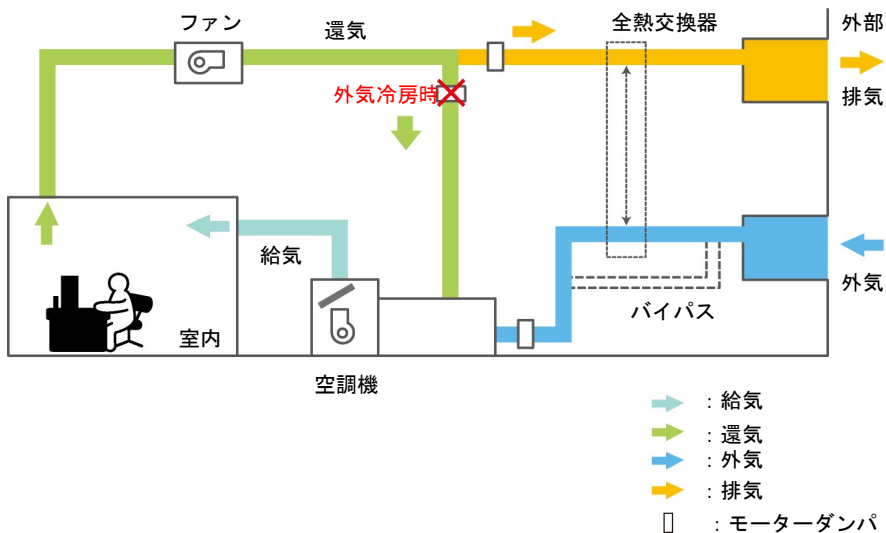 ファン
還気
全熱交換器
外部
外気冷房時
排気
給気
外気
バイパス
室内
空調機
：給気
：還気
：外気
：排気
：モーターダンパ